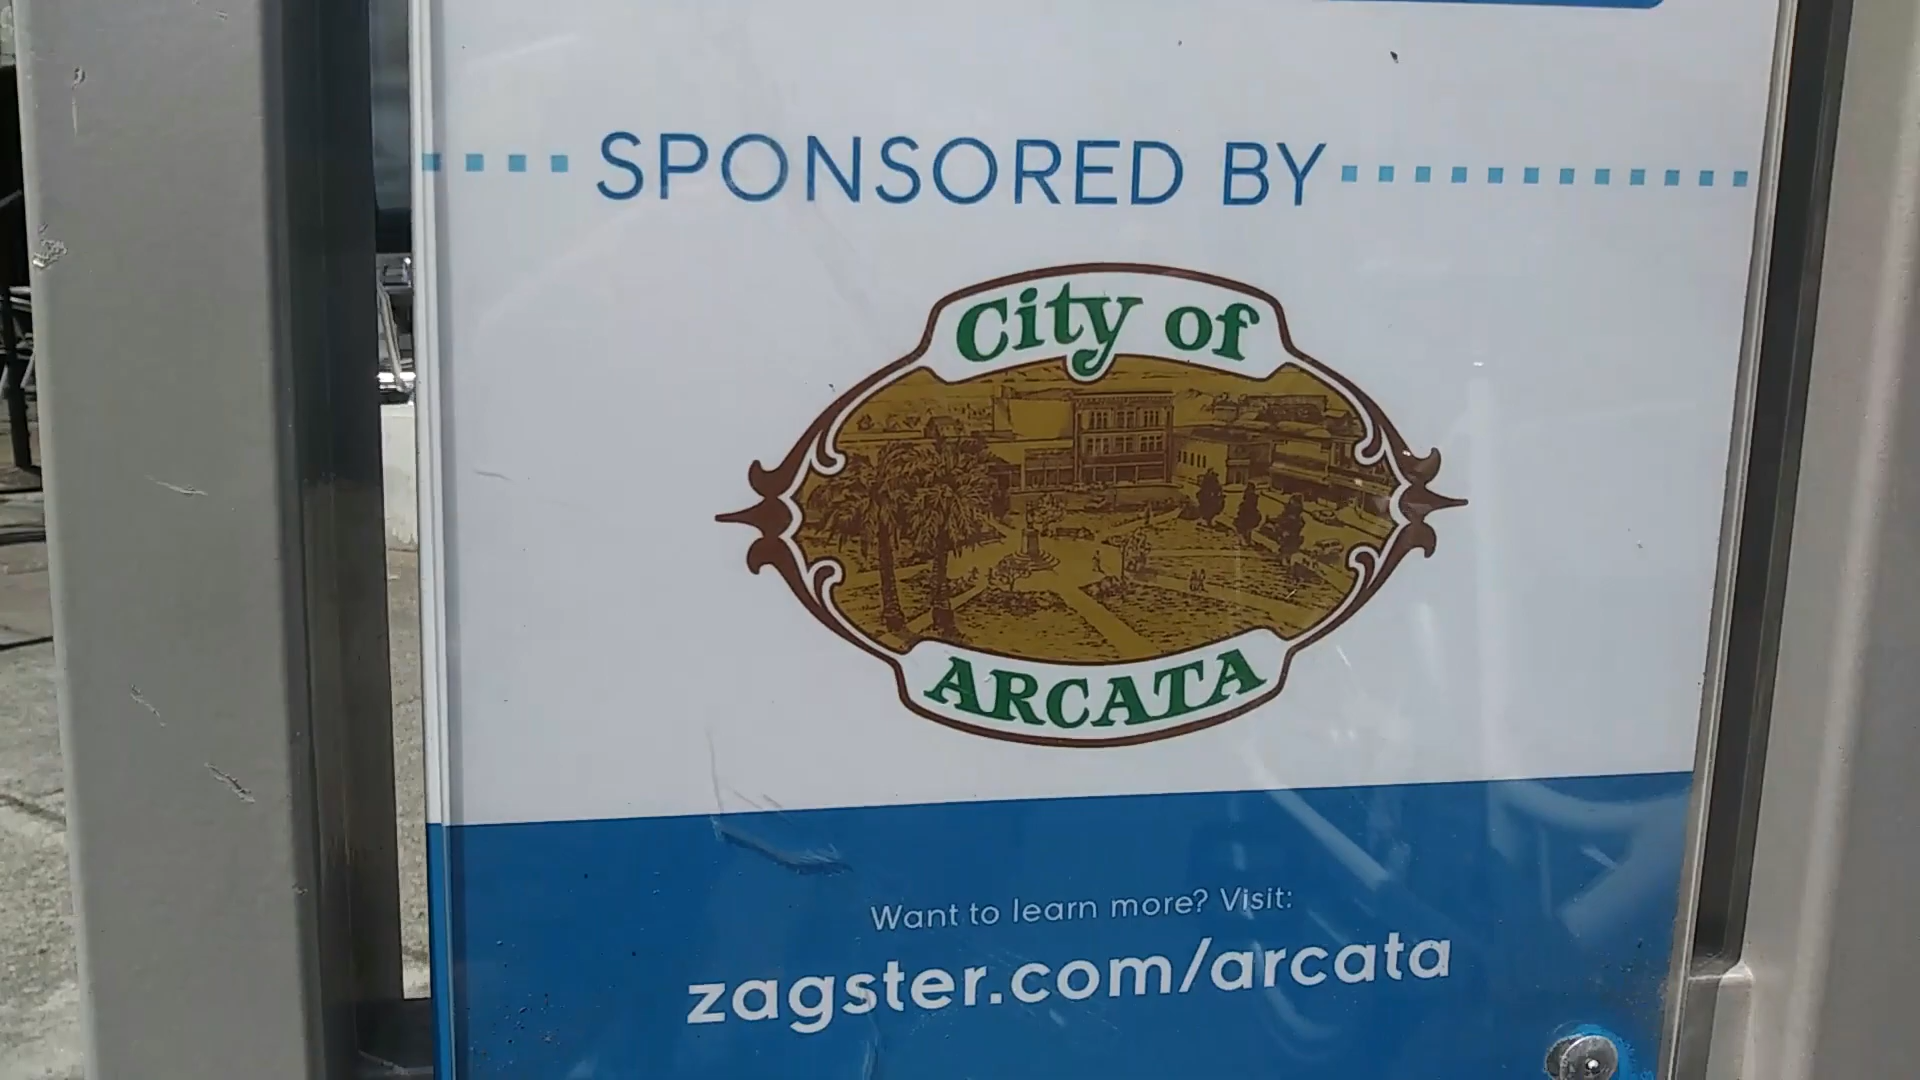 SPONSORED BY
City of
ARCATA
Want to learn more? Visit:
zagster.com/arcata